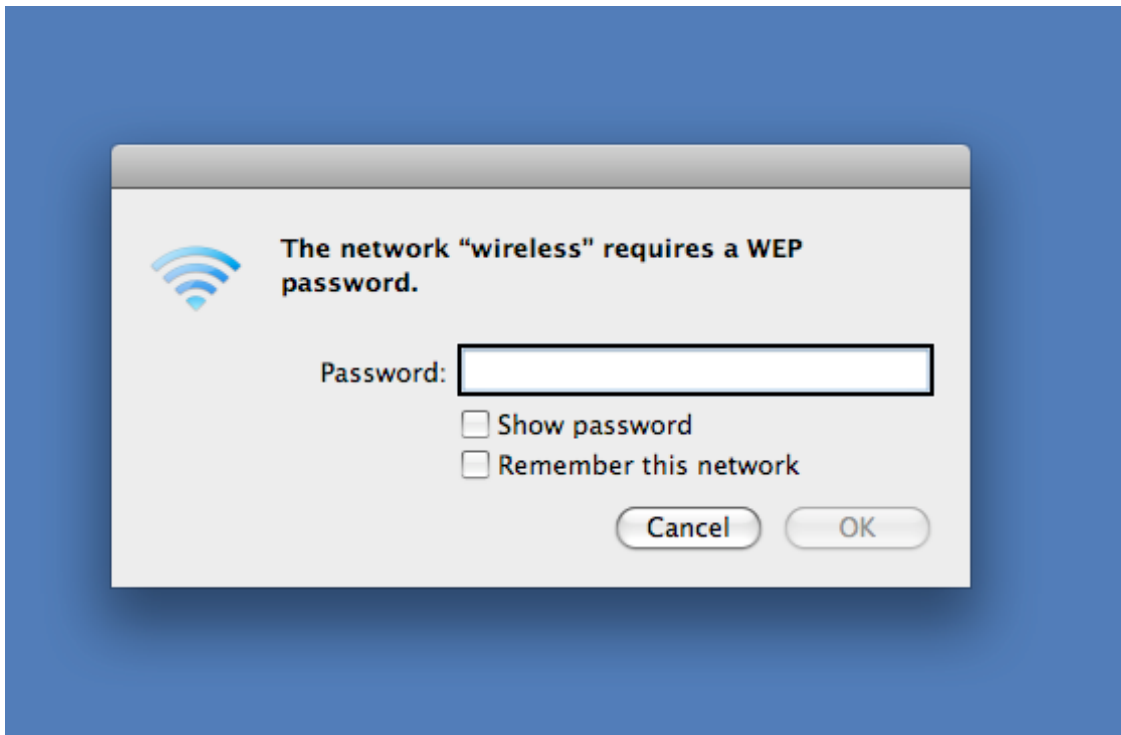 The network “wireless” requires a WEP
password.
Password:
Show password
Remember this network
Cancel
OK